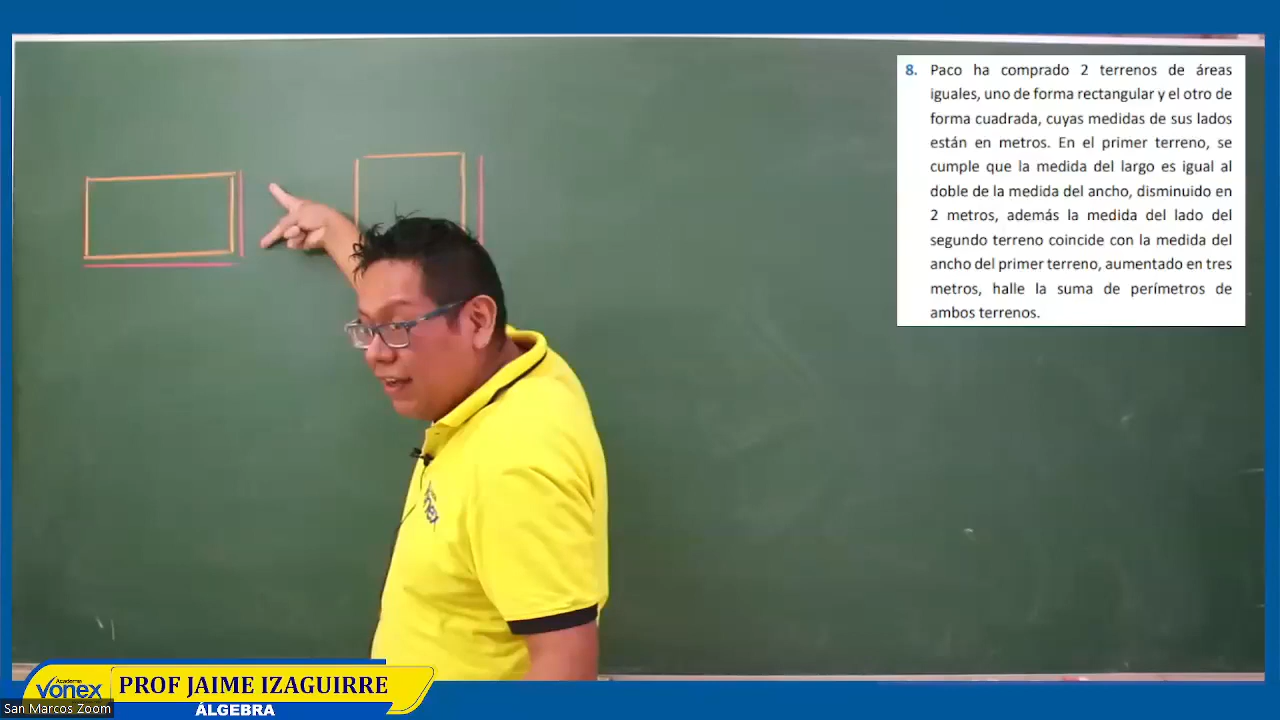 8. Paco ha comprado 2 terrenos de áreas
iguales, uno de forma rectangular y el otro de
forma cuadrada, cuyas medidas de sus lados
están en metros. En el primer terreno, se
cumple que la medida del largo es igual al
doble de la medida del ancho, disminuido en
2 metros, además la medida del lado del
segundo terreno coincide con la medida del
ancho del primer terreno, aumentado en tres
metros, halle la suma de perímetros de
ambos terrenos.
Academia
Vonex
PROF JAIME IZAGUIRRE
ÁLGEBRA
San Marcos Zoom